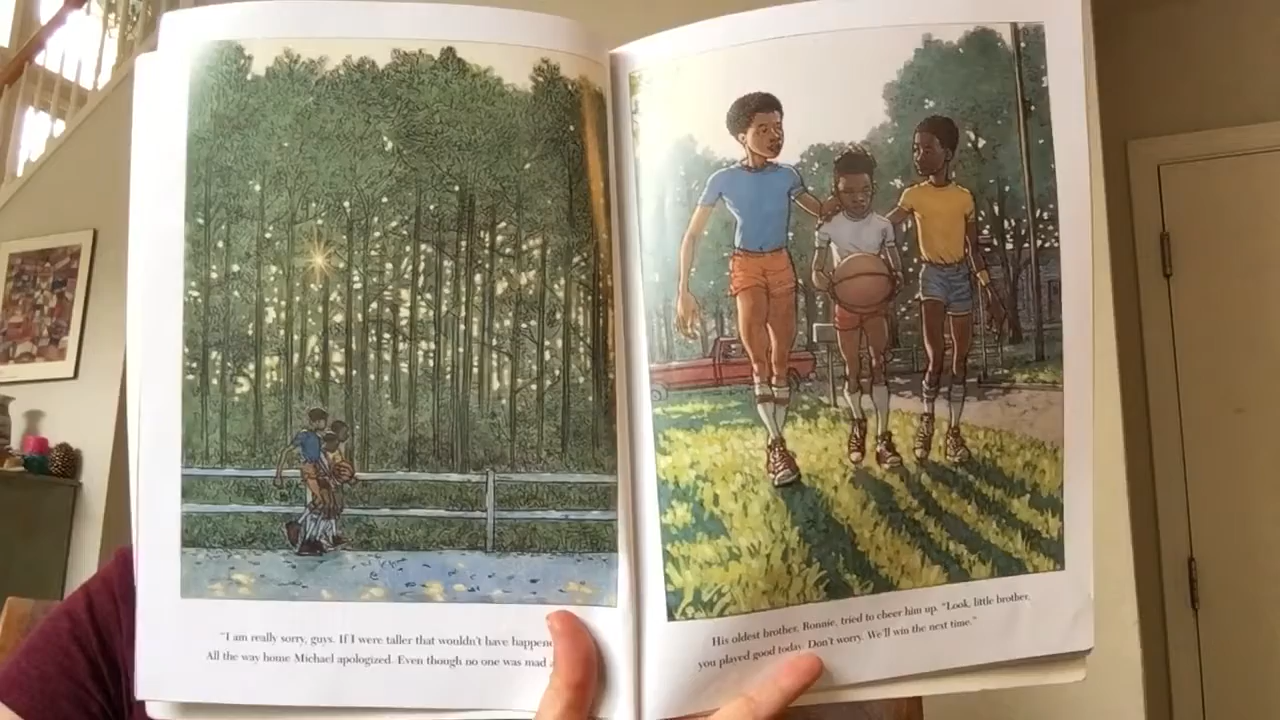 "I am really sorry, guys. If I were taller that wouldn't have happene
All the way home Michael apologized. Even though no one was mad
His oldest brother, Ronnie, tried to cheer him up. "Look, little brother,
you played good today. Don't worry. We'll win the next time."